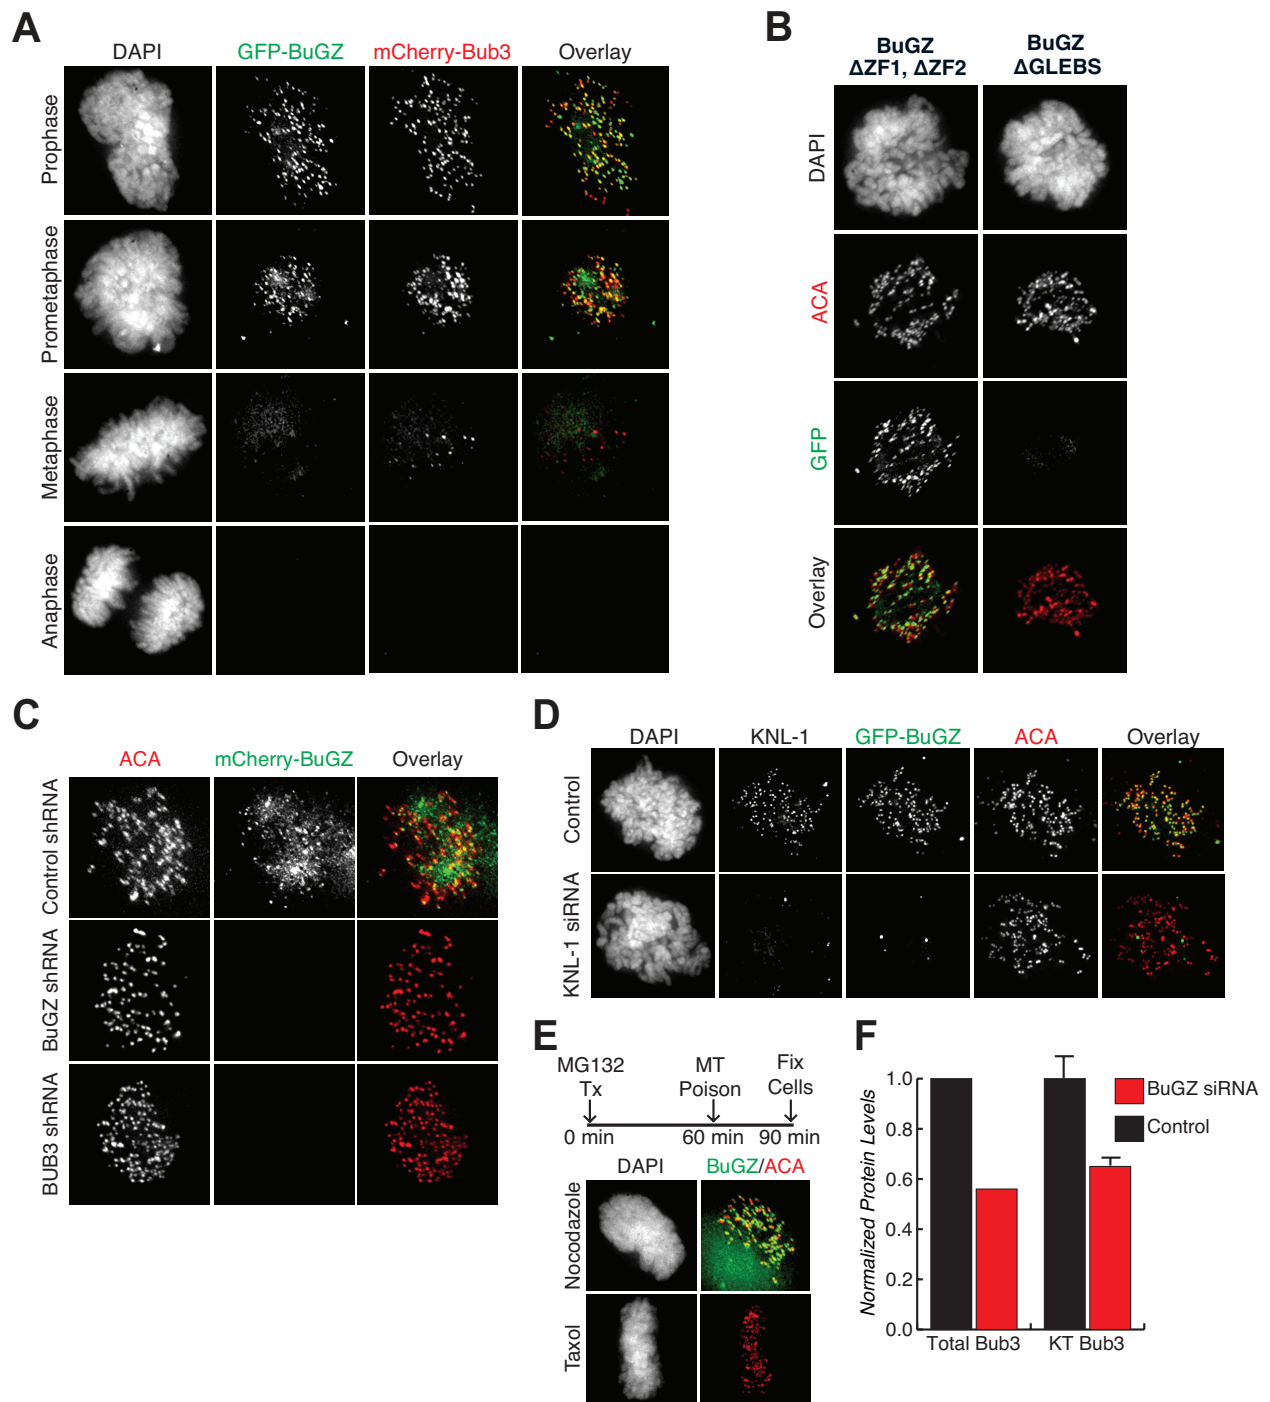 A
DAPI
GFP-BuGZ
mCherry-Bub3
Overlay
Prophase
Prometaphase
Metaphase
Anaphase
B
BuGZ
ΔZF1, ΔZF2
BuGZ
ΔGLEBS
DAPI
ACA
GFP
Overlay
C
ACA
mCherry-BuGZ
Overlay
Control shRNA
BuGZ shRNA
BUB3 shRNA
D
DAPI
KNL-1
GFP-BuGZ
ACA
Overlay
Control
KNL-1 siRNA
E
MG132
Tx
MT
Poison
Fix
Cells
0 min
60 min
90 min
DAPI
BuGZ/ACA
Nocodazole
Taxol
F
Normalized Protein Levels
1.0
0.8
0.6
0.4
0.2
0.0
Total Bub3
KT Bub3
BuGZ siRNA
Control